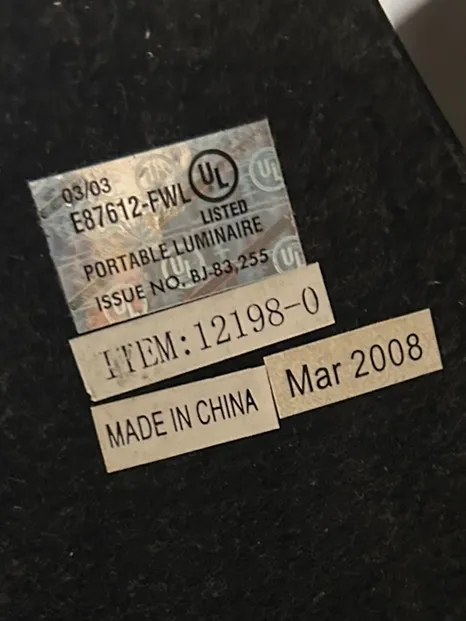 03/03
E87612-FWL UL
LISTED
PORTABLE LUMINAIRE
ISSUE NO. BJ-83,255
ITEM:12198-0
MADE IN CHINA
Mar 2008